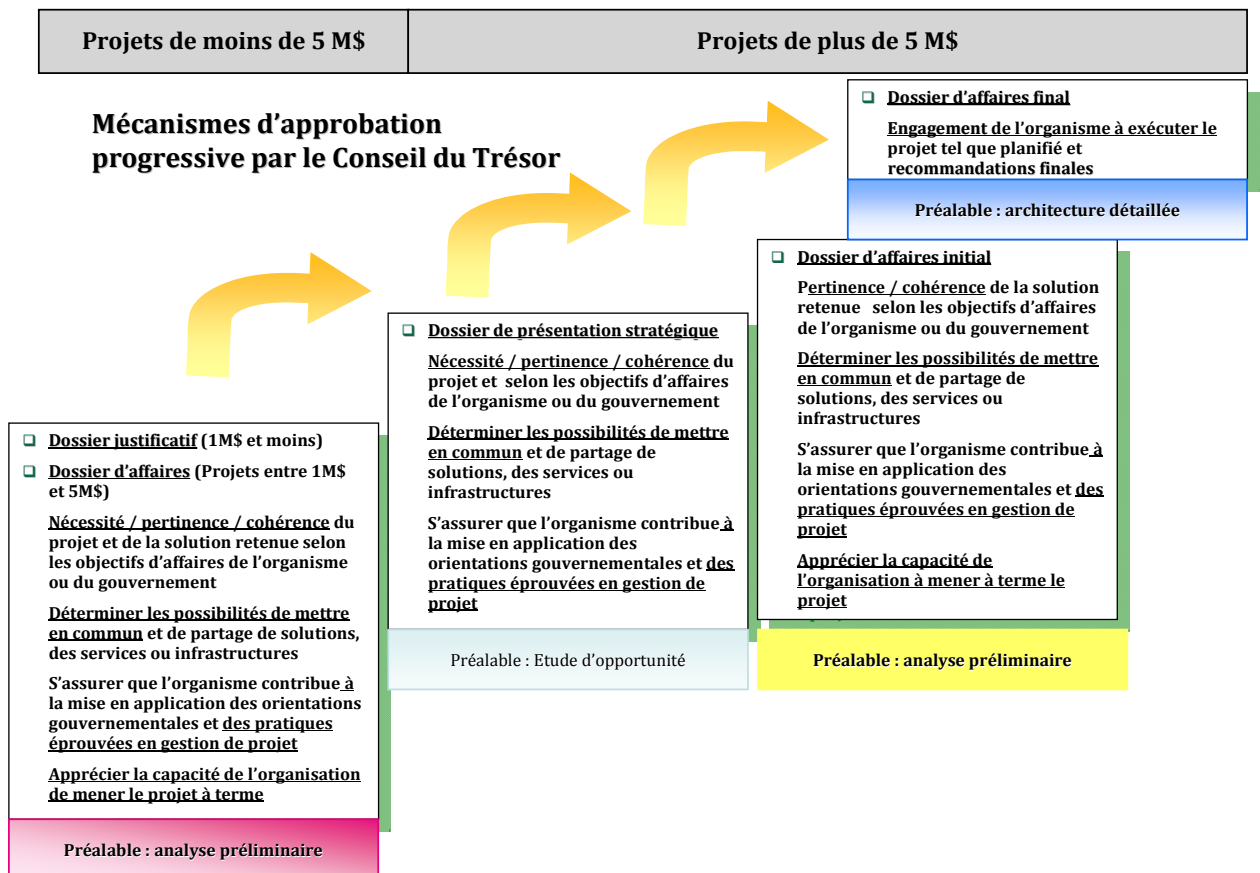 Projets de moins de 5 M$
Projets de plus de 5 M$
Mécanismes d'approbation
progressive par le Conseil du Trésor
Dossier justificatif (1M$ et moins)
Dossier d'affaires (Projets entre 1M$
et 5M$)
Nécessité / pertinence / cohérence du
projet et de la solution retenue selon
les objectifs d'affaires de l'organisme
ou du gouvernement
Déterminer les possibilités de mettre
en commun et de partage de solutions,
des services ou infrastructures
S'assurer que l'organisme contribue à
la mise en application des orientations
gouvernementales et des pratiques
éprouvées en gestion de projet
Apprécier la capacité de l'organisation
de mener le projet à terme
Préalable : analyse préliminaire
Dossier de présentation stratégique
Nécessité / pertinence / cohérence du
projet et selon les objectifs d'affaires
de l'organisme ou du gouvernement
Déterminer les possibilités de mettre
en commun et de partage de
solutions, des services ou
infrastructures
S'assurer que l'organisme contribue à
la mise en application des
orientations gouvernementales et des
pratiques éprouvées en gestion de
projet
Préalable : Etude d'opportunité
Dossier d'affaires initial
Pertinence / cohérence de la solution
retenue selon les objectifs d'affaires
de l'organisme ou du gouvernement
Déterminer les possibilités de mettre
en commun et de partage de
solutions, des services ou
infrastructures
S'assurer que l'organisme contribue à
la mise en application des
orientations gouvernementales et des
pratiques éprouvées en gestion de
projet
Apprécier la capacité de
l'organisation à mener à terme le
projet
Préalable : analyse préliminaire
Dossier d'affaires final
Engagement de l'organisme à exécuter le
projet tel que planifié et
recommandations finales
Préalable : architecture détaillée